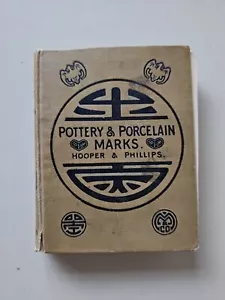 POTTERY & PORCELAIN
MARKS.
HOOPER & PHILLIPS.